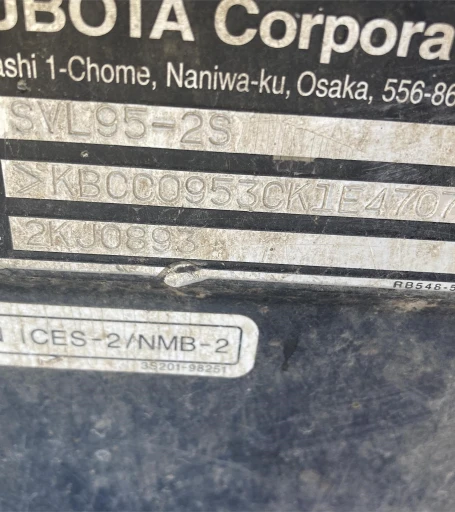 UBOTA Corpora
ashi 1-Chome, Naniwa-ku, Osaka, 556-86
SVL95-2S
>KBCC0953CK1E4707
2KJ0893
RB548-5
ICES-2/NMB-2
3S201-98251